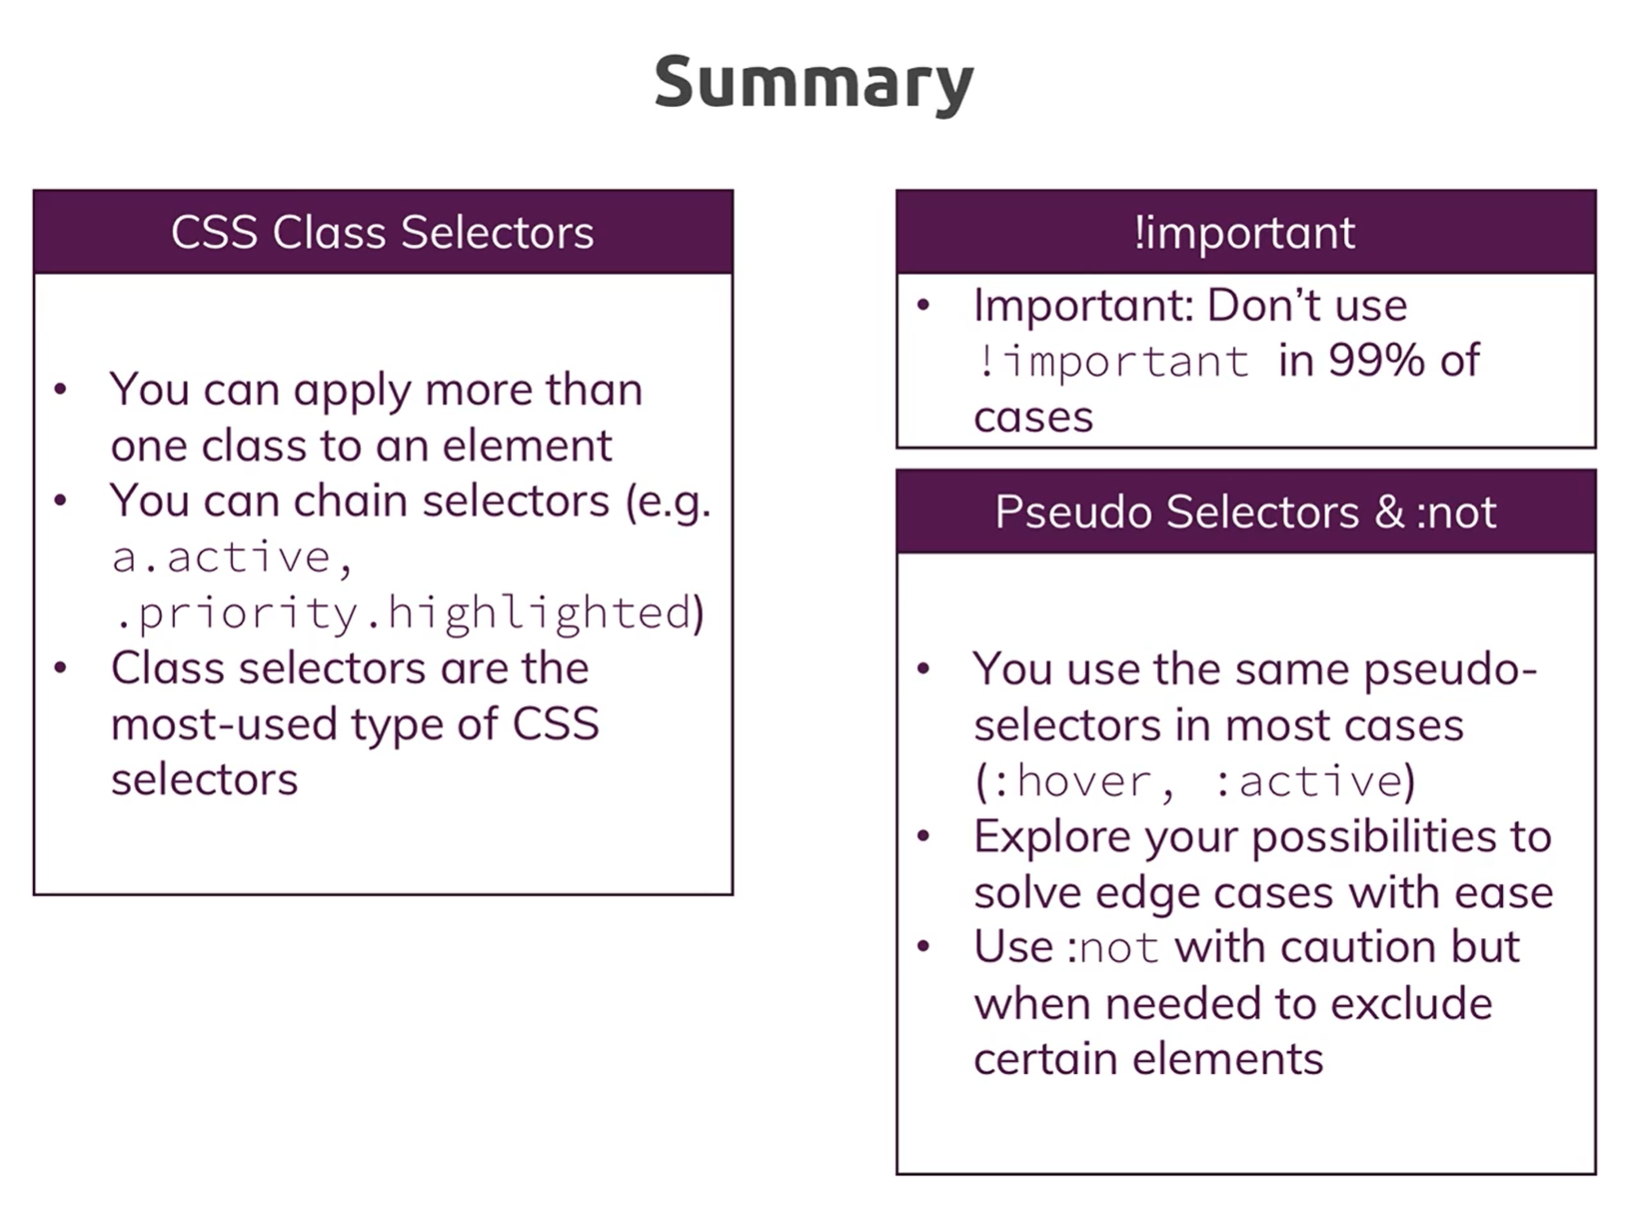 Summary
CSS Class Selectors
• You can apply more than
one class to an element
• You can chain selectors (e.g.
a.active,
.priority.highlighted)
• Class selectors are the
most-used type of CSS
selectors
!important
• Important: Don’t use
!important in 99% of
cases
Pseudo Selectors & :not
• You use the same pseudo-
selectors in most cases
(:hover, :active)
• Explore your possibilities to
solve edge cases with ease
• Use :not with caution but
when needed to exclude
certain elements